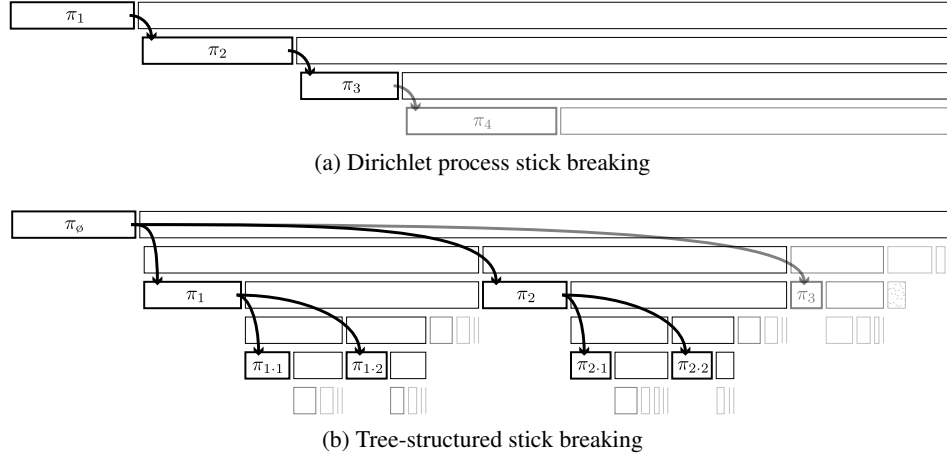 π₁
π₂
π₃
π₄
(a) Dirichlet process stick breaking
π_ø
π₁ π₂ π₃
π₁.₁ π₁.₂ π₂.₁ π₂.₂
(b) Tree-structured stick breaking